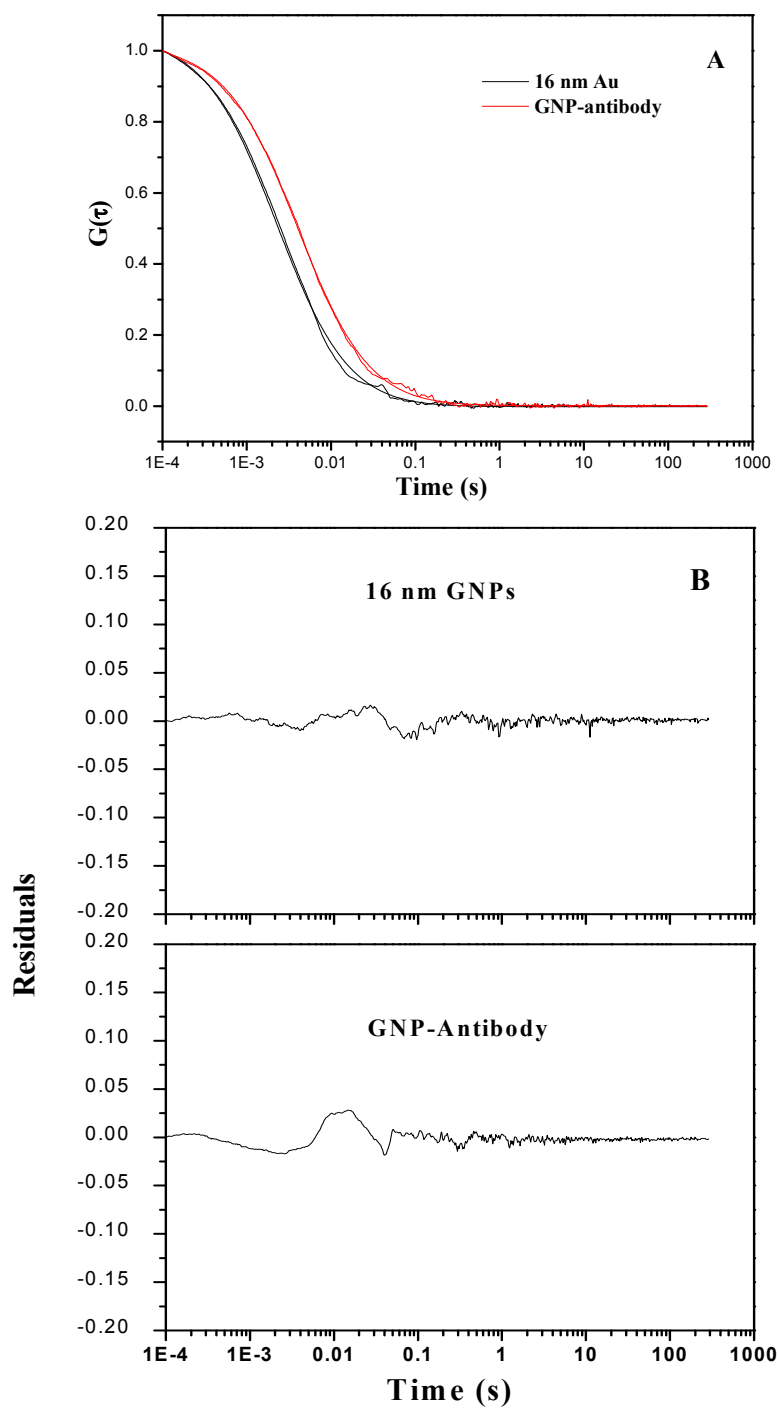 A
16 nm Au
GNP-antibody
1.0
0.8
0.6
0.4
0.2
0.0
G(τ)
1E-4 1E-3 0.01 0.1 1 10 100 1000
Time (s)
B
16 nm GNPs
0.20
0.15
0.10
0.05
0.00
-0.05
-0.10
-0.15
-0.20
Residuals
GNP-Antibody
0.20
0.15
0.10
0.05
0.00
-0.05
-0.10
-0.15
-0.20
1E-4 1E-3 0.01 0.1 1 10 100 1000
Time (s)